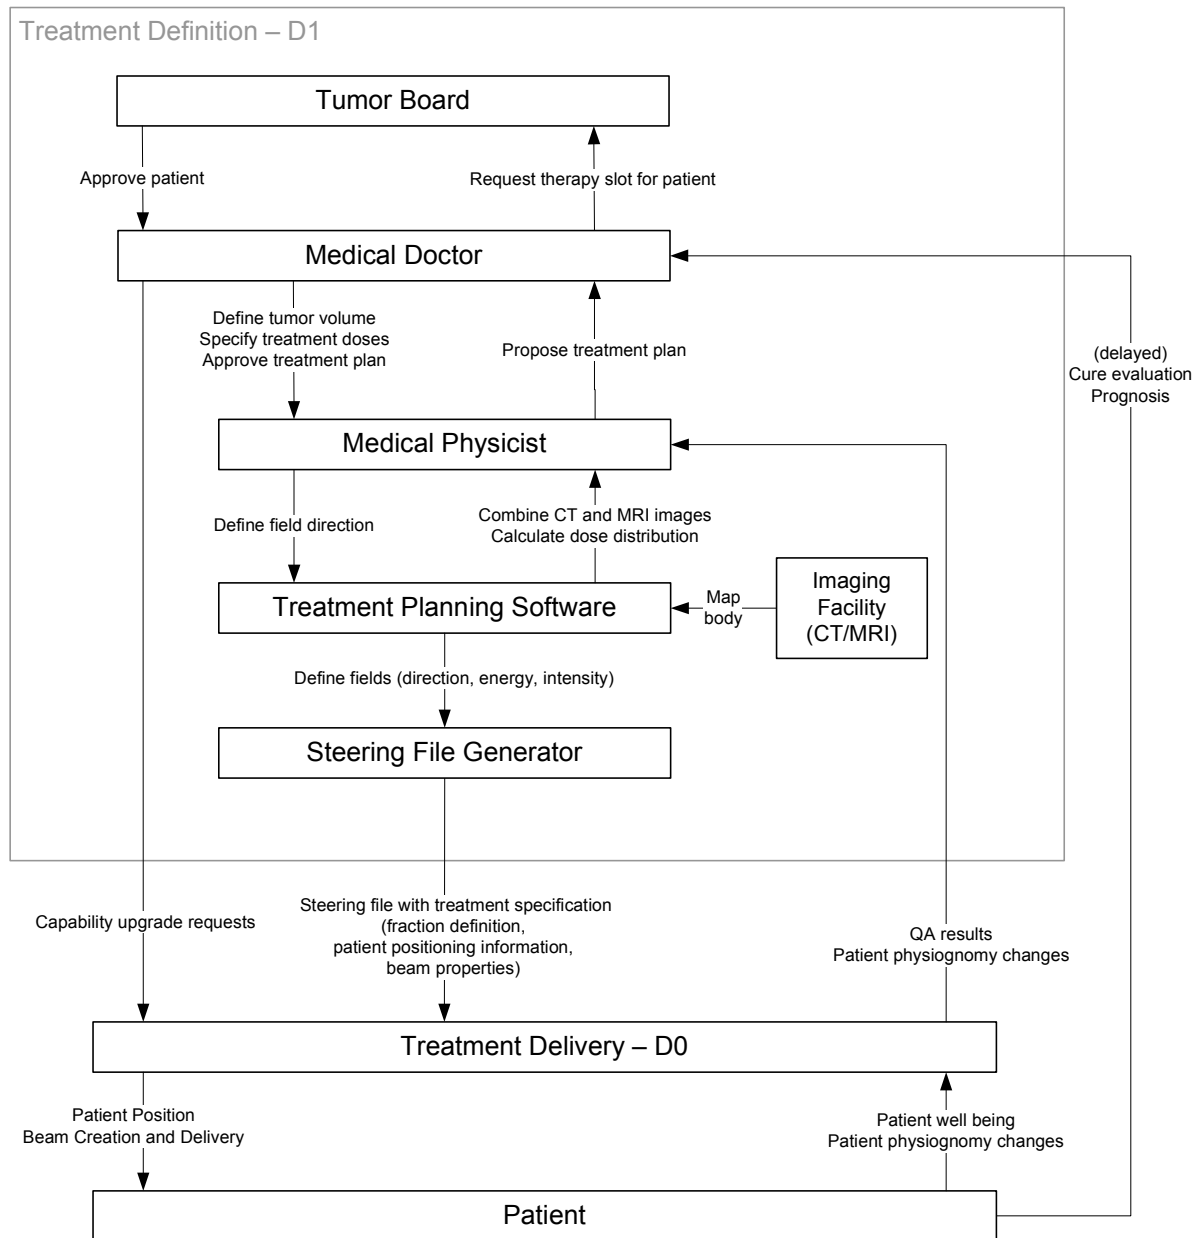 Treatment Definition – D1
Tumor Board
Approve patient
Request therapy slot for patient
Medical Doctor
Define tumor volume
Specify treatment doses
Approve treatment plan
Propose treatment plan
(delayed)
Cure evaluation
Prognosis
Medical Physicist
Define field direction
Combine CT and MRI images
Calculate dose distribution
Treatment Planning Software
Map
body
Imaging
Facility
(CT/MRI)
Define fields (direction, energy, intensity)
Steering File Generator
Capability upgrade requests
Steering file with treatment specification
(fraction definition,
patient positioning information,
beam properties)
QA results
Patient physiognomy changes
Treatment Delivery – D0
Patient Position
Beam Creation and Delivery
Patient well being
Patient physiognomy changes
Patient